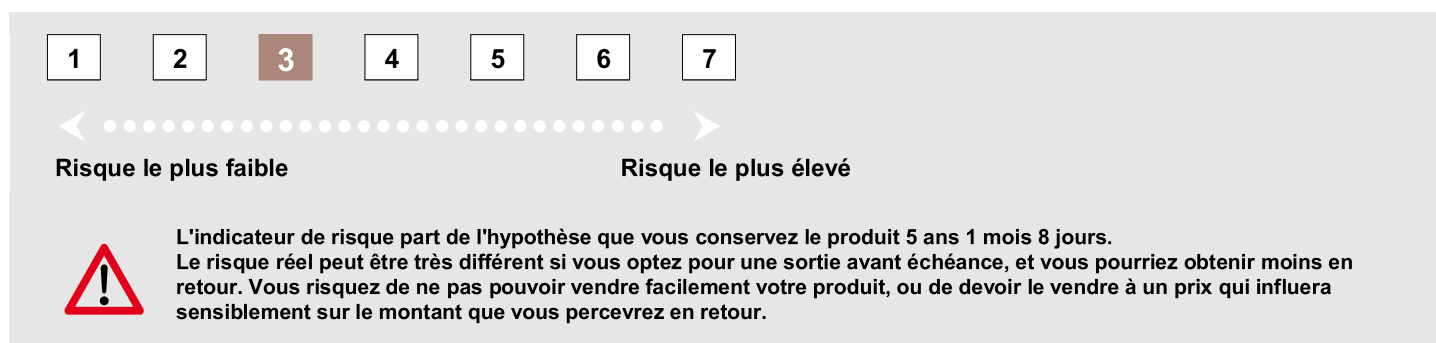 1 2 3 4 5 6 7
Risque le plus faible Risque le plus élevé
L'indicateur de risque part de l'hypothèse que vous conservez le produit 5 ans 1 mois 8 jours.
Le risque réel peut être très différent si vous optez pour une sortie avant échéance, et vous pourriez obtenir moins en
retour. Vous risquez de ne pas pouvoir vendre facilement votre produit, ou de devoir le vendre à un prix qui influera
sensiblement sur le montant que vous percevrez en retour.